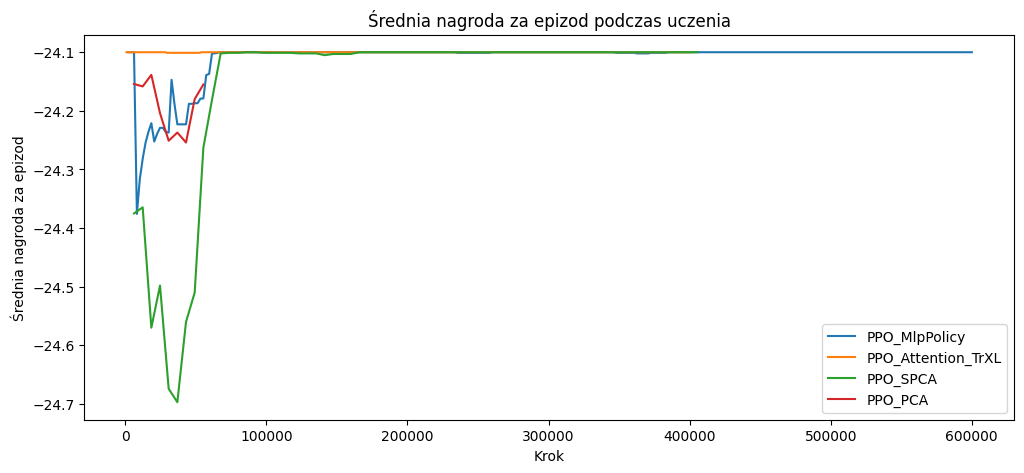 Średnia nagroda za epizod podczas uczenia
Średnia nagroda za epizod
−24.1
−24.2
−24.3
−24.4
−24.5
−24.6
−24.7
0 100000 200000 300000 400000 500000 600000
Krok
PPO_MlpPolicy
PPO_Attention_TrXL
PPO_SPCA
PPO_PCA